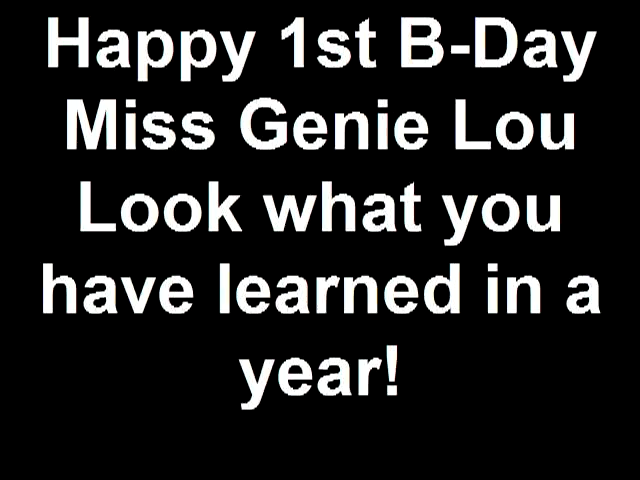 Happy 1st B-Day
Miss Genie Lou
Look what you
have learned in a
year!